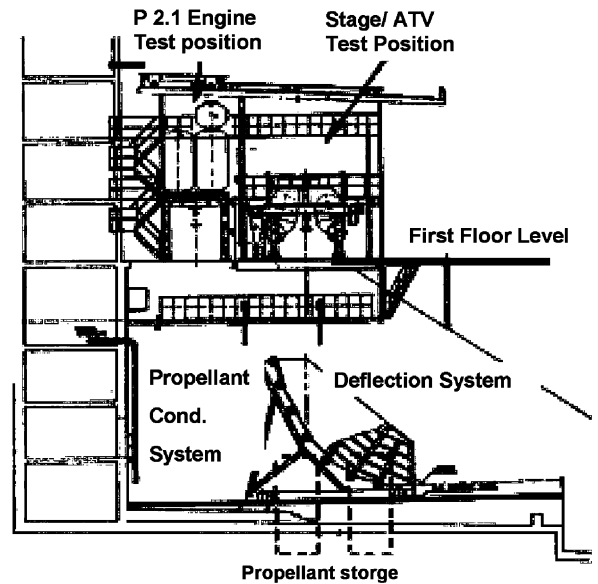 P 2.1 Engine
Test position
Stage/ ATV
Test Position
First Floor Level
Propellant
Cond.
System
Deflection System
Propellant storge